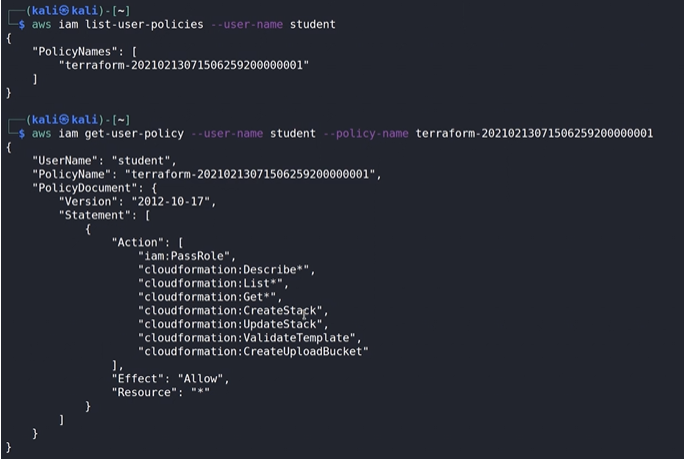 ┌──(kali㉿kali)-[~]
└─$ aws iam list-user-policies --user-name student
{
    "PolicyNames": [
        "terraform-20210213071506259200000001"
    ]
}
┌──(kali㉿kali)-[~]
└─$ aws iam get-user-policy --user-name student --policy-name terraform-20210213071506259200000001
{
    "UserName": "student",
    "PolicyName": "terraform-20210213071506259200000001",
    "PolicyDocument": {
        "Version": "2012-10-17",
        "Statement": [
            {
                "Action": [
                    "iam:PassRole",
                    "cloudformation:Describe*",
                    "cloudformation:List*",
                    "cloudformation:Get*",
                    "cloudformation:CreateStack",
                    "cloudformation:UpdateStack",
                    "cloudformation:ValidateTemplate",
                    "cloudformation:CreateUploadBucket"
                ],
                "Effect": "Allow",
                "Resource": "*"
            }
        ]
    }
}